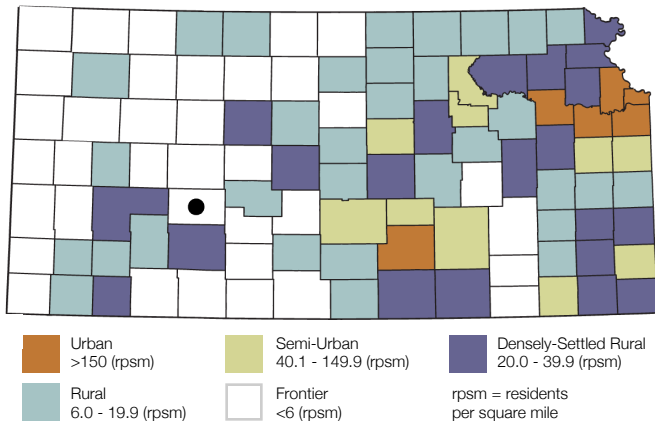 Urban
>150 (rpsm)
Semi-Urban
40.1 - 149.9 (rpsm)
Densely-Settled Rural
20.0 - 39.9 (rpsm)
Rural
6.0 - 19.9 (rpsm)
Frontier
<6 (rpsm)
rpsm = residents
per square mile